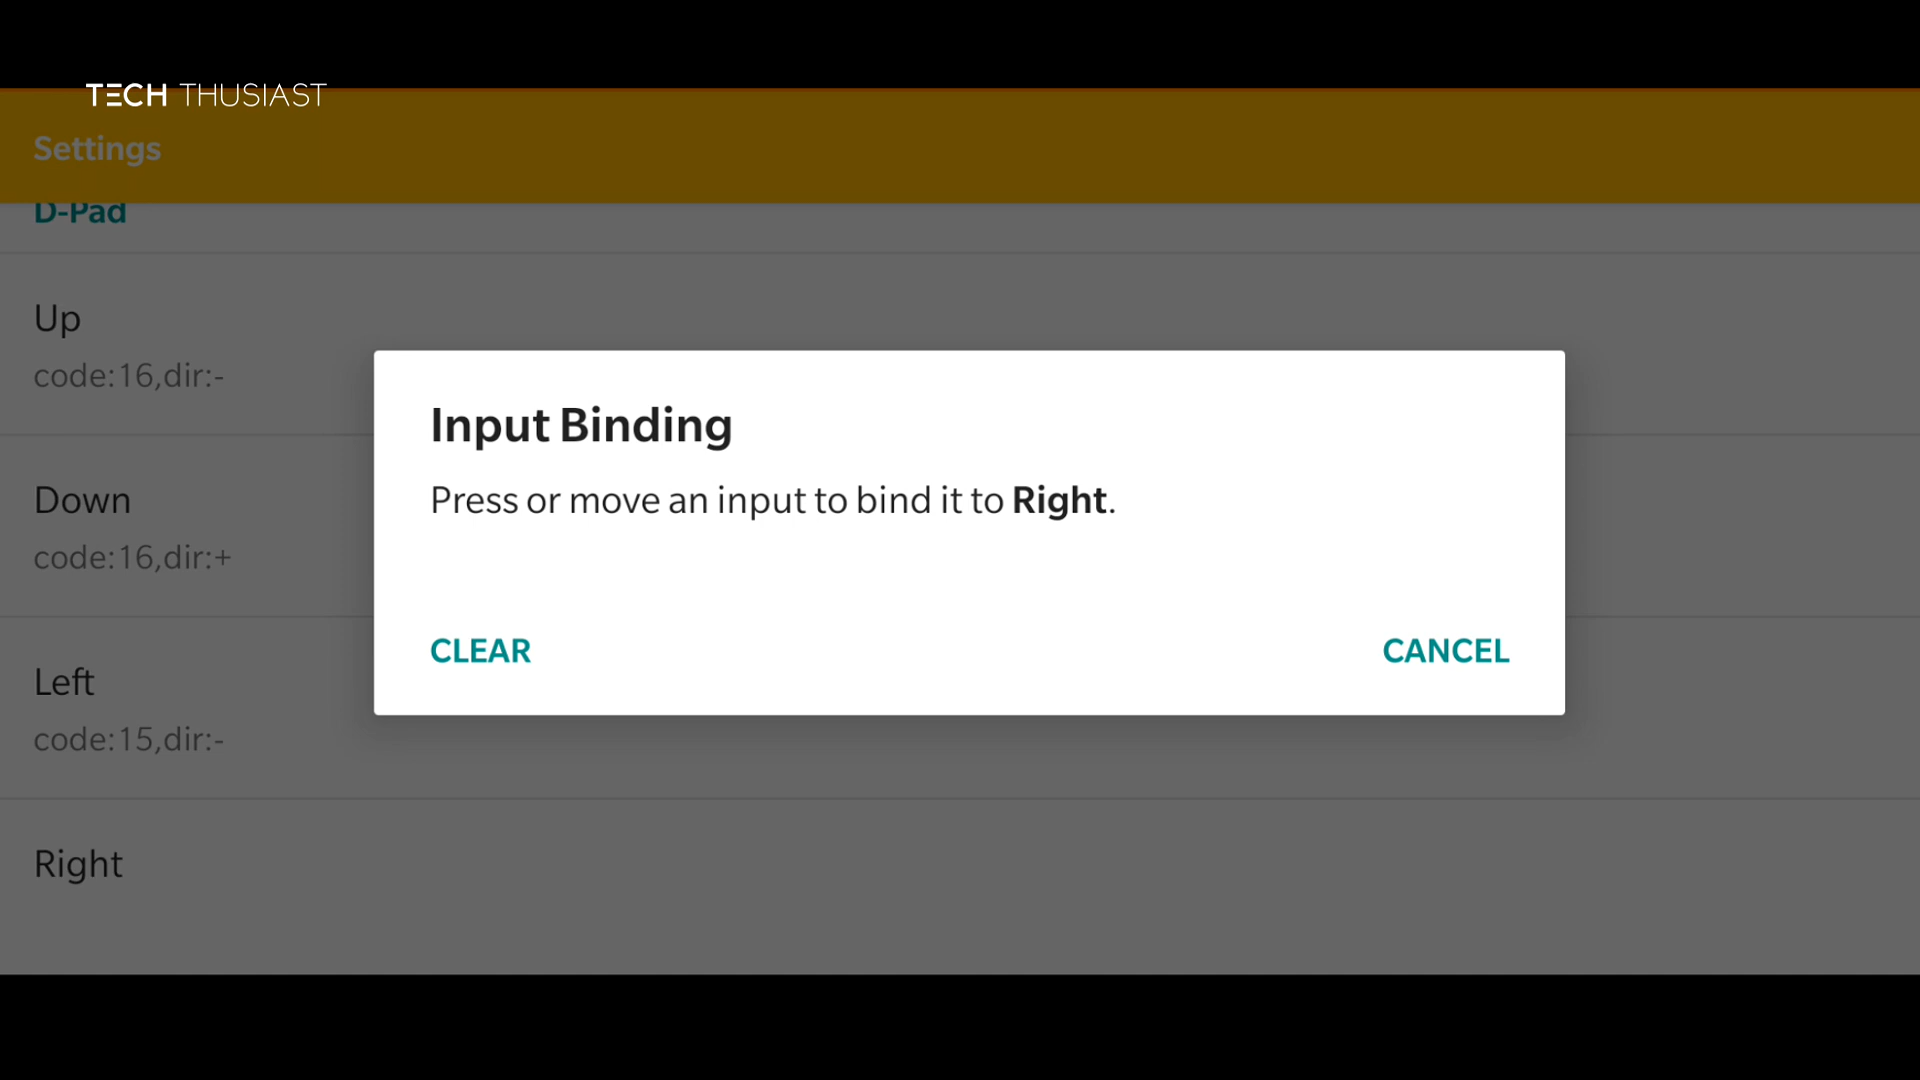 TECH THUSIAST
Settings
D-Pad
Up
code:16,dir:-
Down
code:16,dir:+
Left
code:15,dir:-
Right
Input Binding
Press or move an input to bind it to Right.
CLEAR
CANCEL